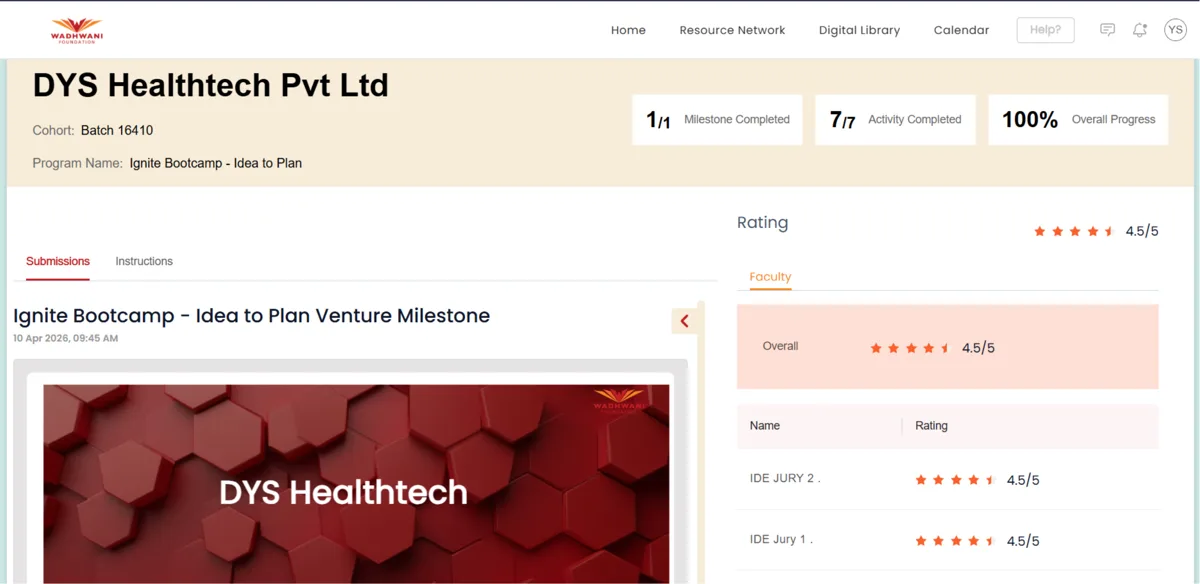 WADHWANI
FOUNDATION
Home
Resource Network
Digital Library
Calendar
Help?
YS
DYS Healthtech Pvt Ltd
Cohort: Batch 16410
Program Name: Ignite Bootcamp - Idea to Plan
1/1 Milestone Completed
7/7 Activity Completed
100% Overall Progress
Submissions
Instructions
Ignite Bootcamp - Idea to Plan Venture Milestone
10 Apr 2026, 09:45 AM
WADHWANI
DYS Healthtech
Rating
4.5/5
Faculty
Overall 4.5/5
Name Rating
IDE JURY 2 . 4.5/5
IDE Jury 1 . 4.5/5